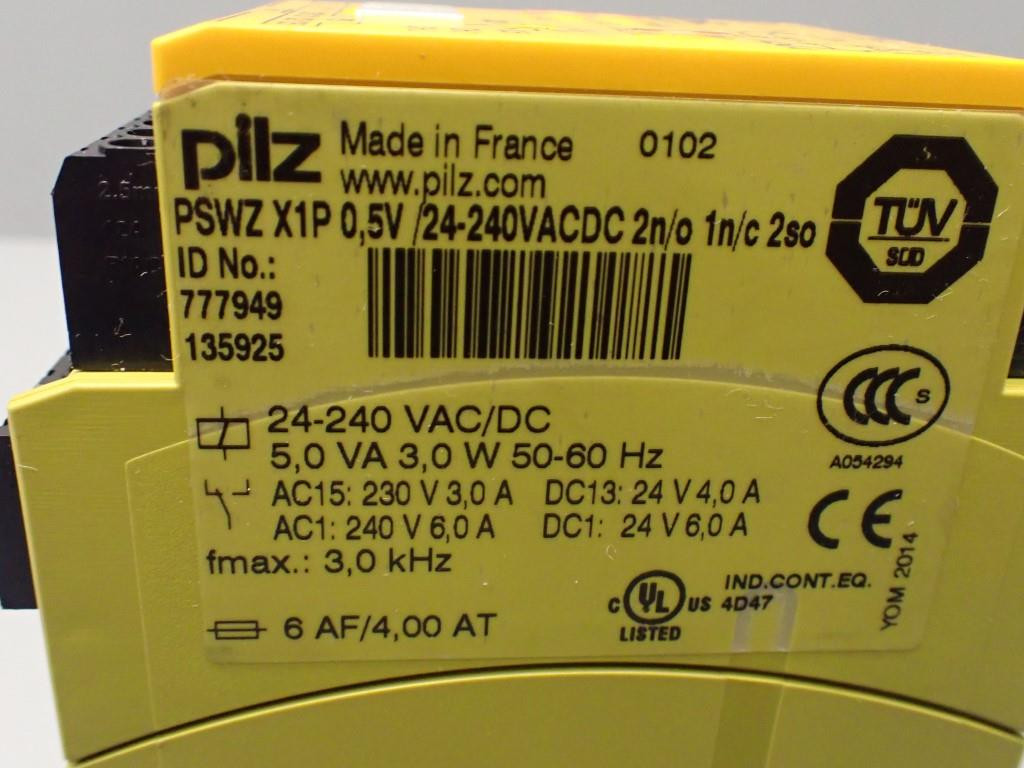 pilz Made in France 0102
www.pilz.com
PSWZ X1P 0,5V /24-240VACDC 2n/o 1n/c 2so
ID No.:
777949
135925
TÜV
SÜD
CCC S
A054294
24-240 VAC/DC
5,0 VA 3,0 W 50-60 Hz
AC15: 230 V 3,0 A DC13: 24 V 4,0 A
AC1: 240 V 6,0 A DC1: 24 V 6,0 A
fmax.: 3,0 kHz
CE
YOM 2014
6 AF/4,00 AT
C UL US
LISTED
IND.CONT.EQ.
4D47